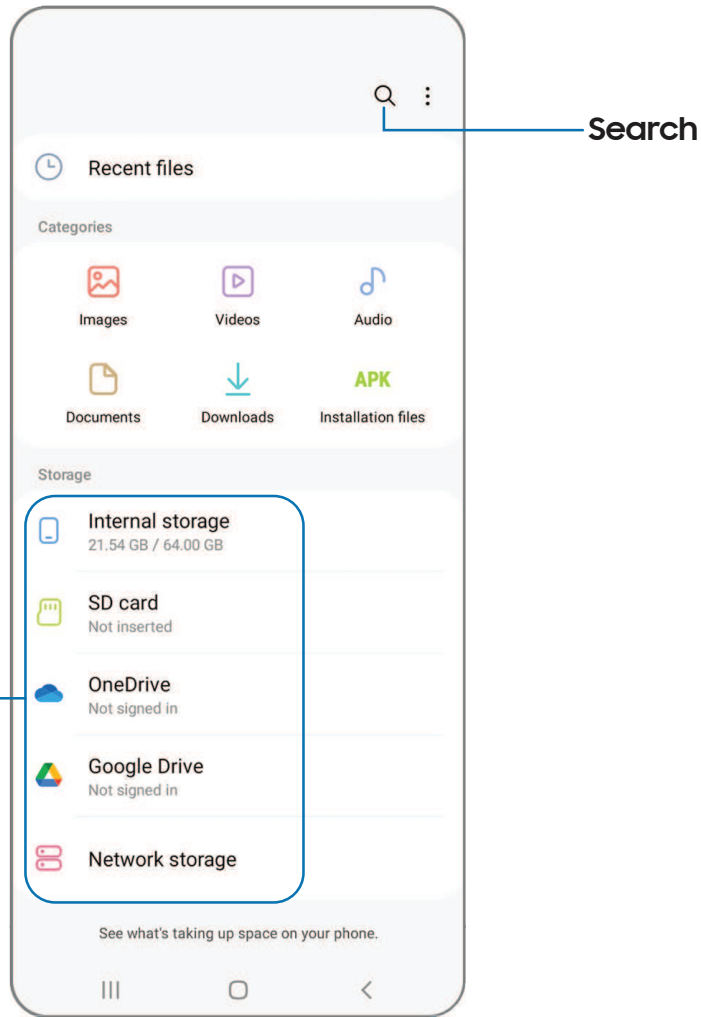 Search
Recent files
Categories
Images Videos Audio
APK
Documents Downloads Installation files
Storage
Internal storage
21.54 GB / 64.00 GB
SD card
Not inserted
OneDrive
Not signed in
Google Drive
Not signed in
Network storage
See what's taking up space on your phone.